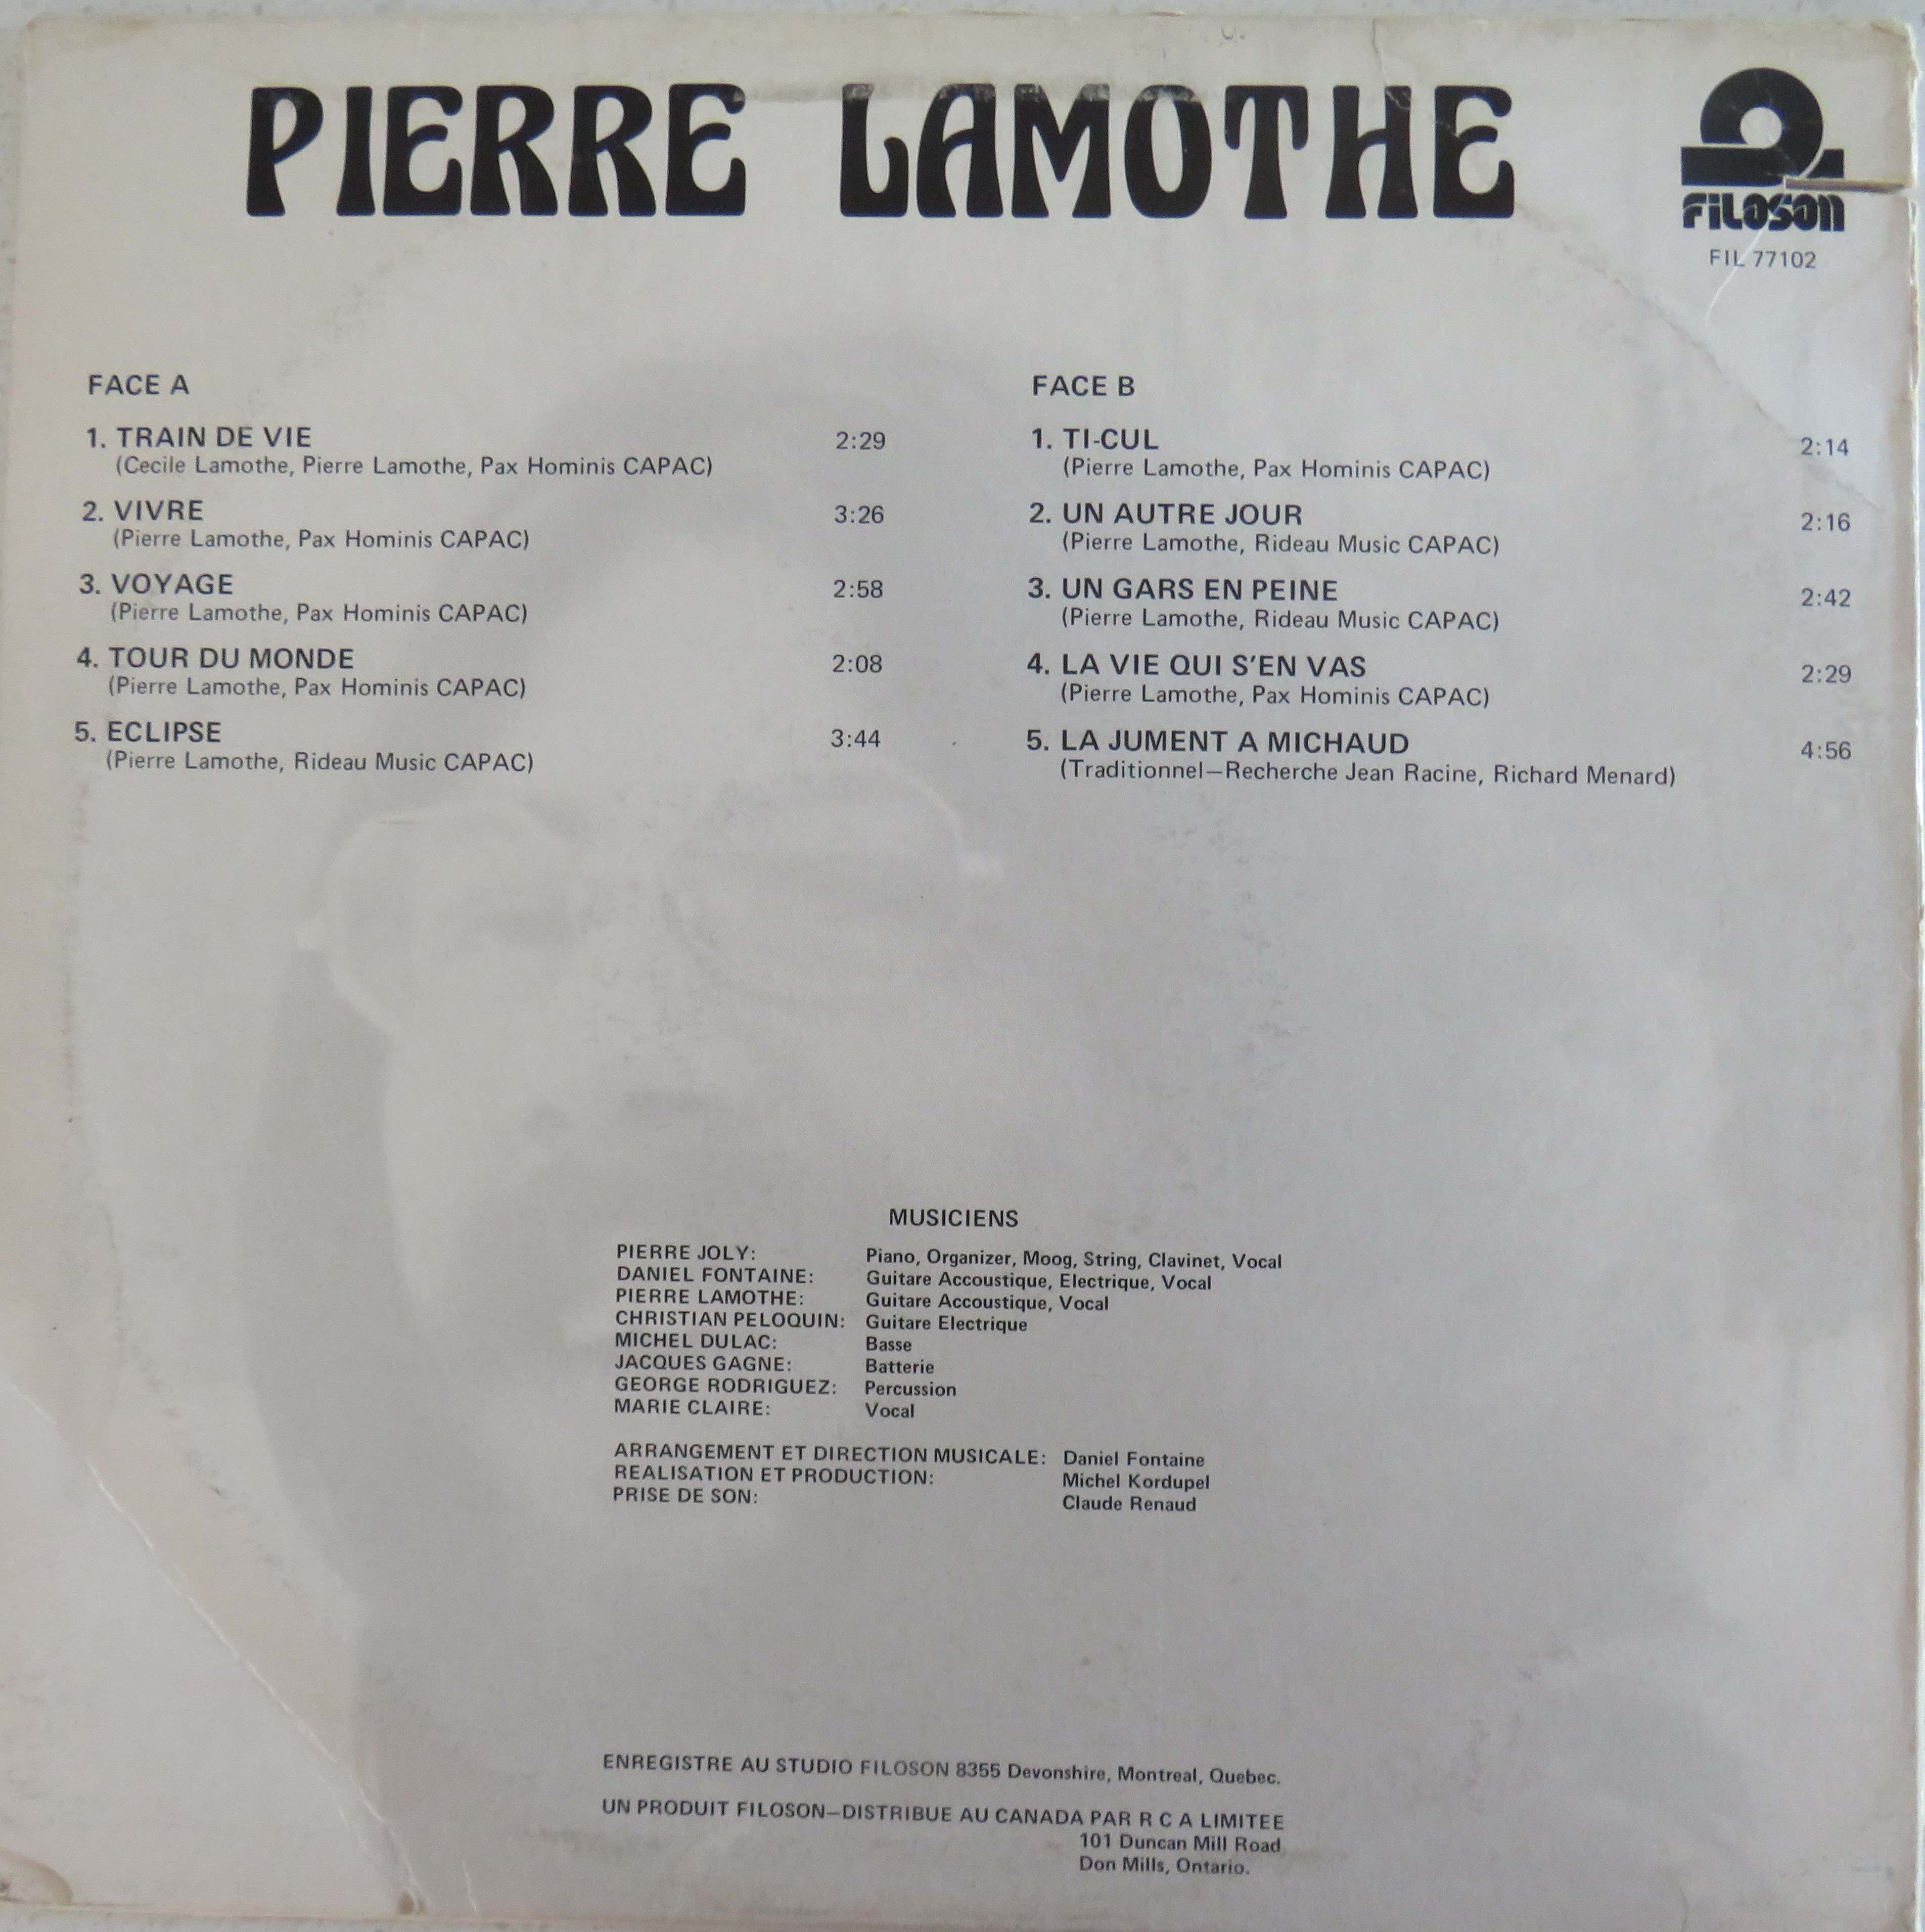 PIERRE LAMOTHE
FILOSON
FIL 77102
FACE A
1. TRAIN DE VIE 2:29
(Cecile Lamothe, Pierre Lamothe, Pax Hominis CAPAC)
2. VIVRE 3:26
(Pierre Lamothe, Pax Hominis CAPAC)
3. VOYAGE 2:58
(Pierre Lamothe, Pax Hominis CAPAC)
4. TOUR DU MONDE 2:08
(Pierre Lamothe, Pax Hominis CAPAC)
5. ECLIPSE 3:44
(Pierre Lamothe, Rideau Music CAPAC)
FACE B
1. TI-CUL 2:14
(Pierre Lamothe, Pax Hominis CAPAC)
2. UN AUTRE JOUR 2:16
(Pierre Lamothe, Rideau Music CAPAC)
3. UN GARS EN PEINE 2:42
(Pierre Lamothe, Rideau Music CAPAC)
4. LA VIE QUI S'EN VAS 2:29
(Pierre Lamothe, Pax Hominis CAPAC)
5. LA JUMENT A MICHAUD 4:56
(Traditionnel—Recherche Jean Racine, Richard Menard)
MUSICIENS
PIERRE JOLY: Piano, Organizer, Moog, String, Clavinet, Vocal
DANIEL FONTAINE: Guitare Accoustique, Electrique, Vocal
PIERRE LAMOTHE: Guitare Accoustique, Vocal
CHRISTIAN PELOQUIN: Guitare Electrique
MICHEL DULAC: Basse
JACQUES GAGNE: Batterie
GEORGE RODRIGUEZ: Percussion
MARIE CLAIRE: Vocal
ARRANGEMENT ET DIRECTION MUSICALE: Daniel Fontaine
REALISATION ET PRODUCTION: Michel Kordupel
PRISE DE SON: Claude Renaud
ENREGISTRE AU STUDIO FILOSON 8355 Devonshire, Montreal, Quebec.
UN PRODUIT FILOSON—DISTRIBUE AU CANADA PAR R C A LIMITEE
101 Duncan Mill Road
Don Mills, Ontario.